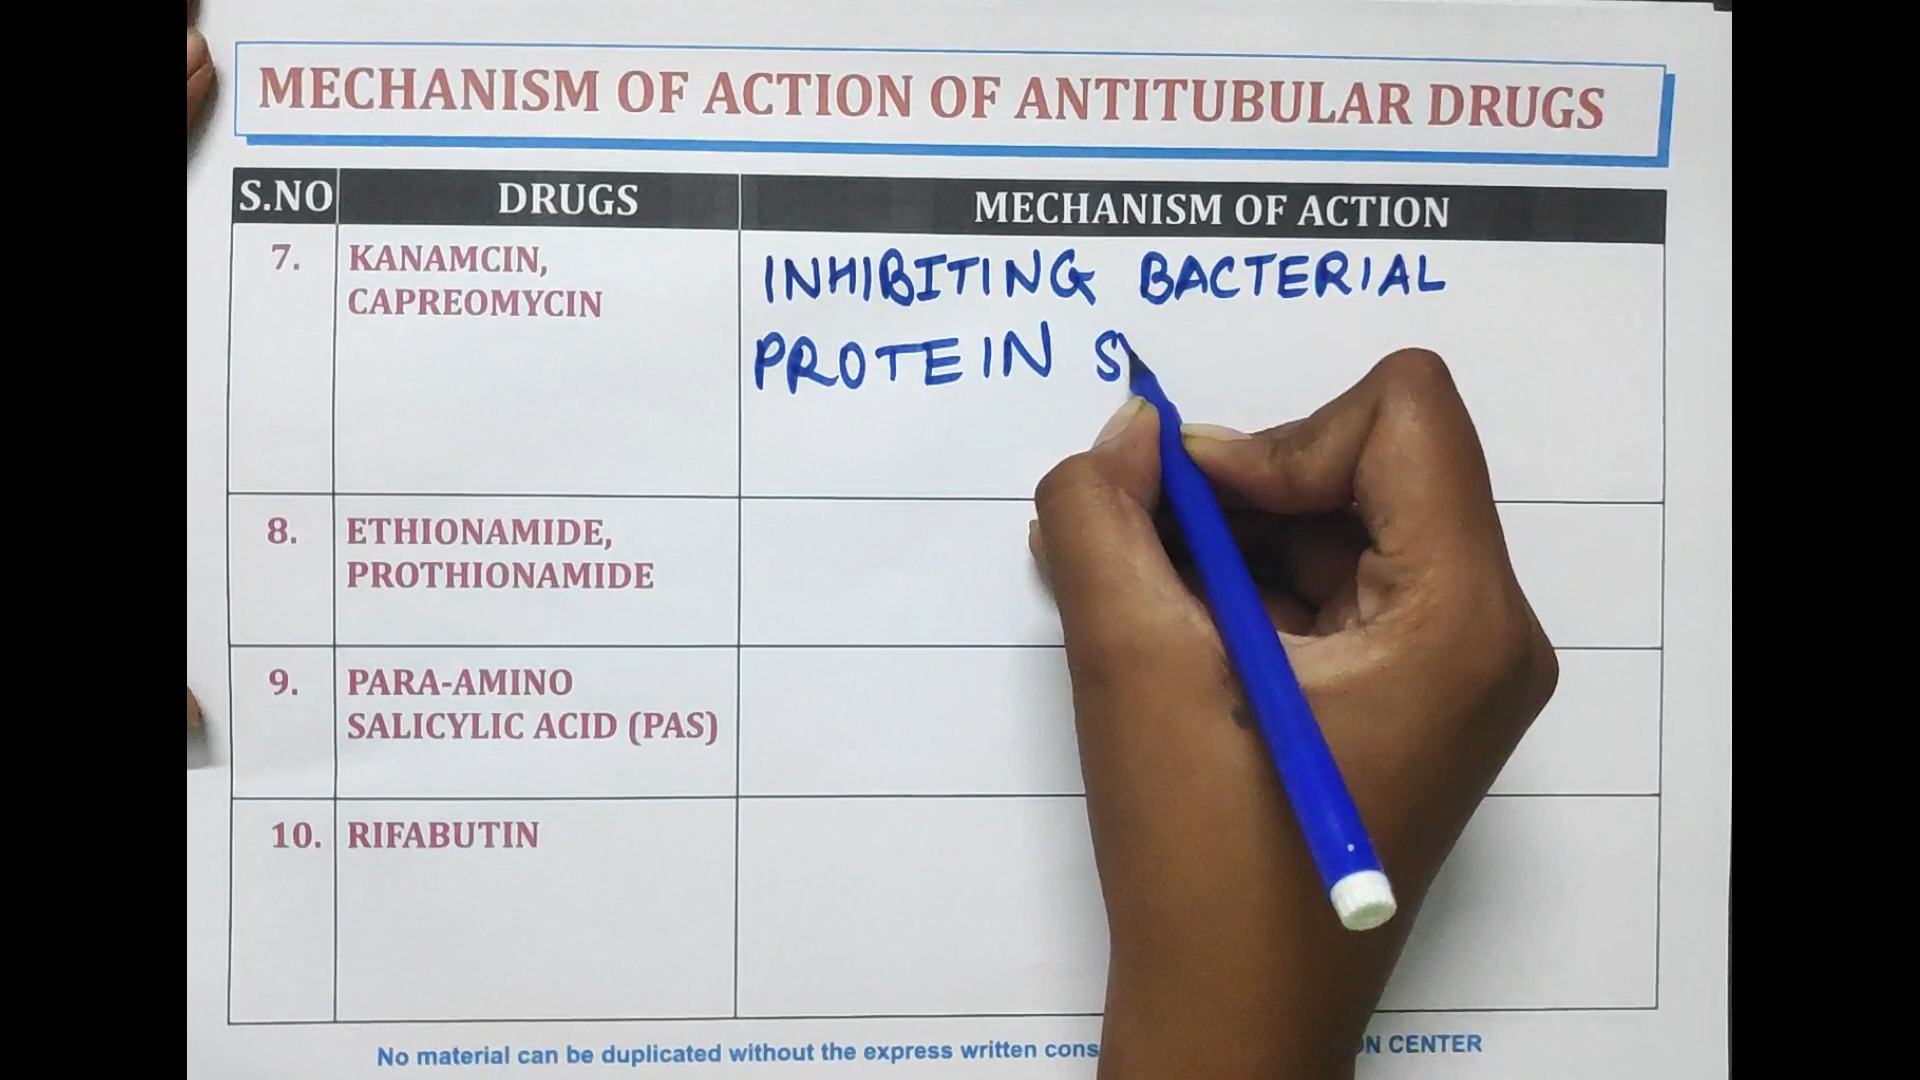 MECHANISM OF ACTION OF ANTITUBULAR DRUGS
S.NO DRUGS MECHANISM OF ACTION
7. KANAMCIN,
CAPREOMYCIN
INHIBITING BACTERIAL
PROTEIN S
8. ETHIONAMIDE,
PROTHIONAMIDE
9. PARA-AMINO
SALICYLIC ACID (PAS)
10. RIFABUTIN
No material can be duplicated without the express written CENTER